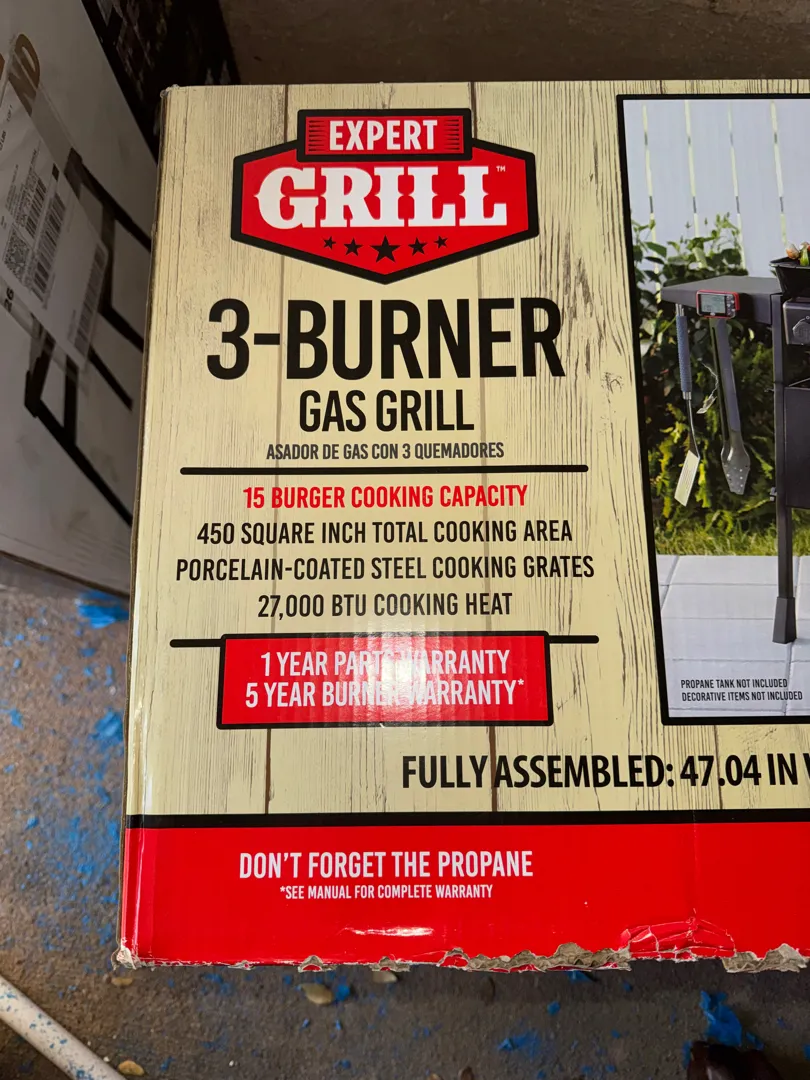 EXPERT
GRILL™
3-BURNER
GAS GRILL
ASADOR DE GAS CON 3 QUEMADORES
15 BURGER COOKING CAPACITY
450 SQUARE INCH TOTAL COOKING AREA
PORCELAIN-COATED STEEL COOKING GRATES
27,000 BTU COOKING HEAT
1 YEAR PARTS WARRANTY
5 YEAR BURNER WARRANTY*
PROPANE TANK NOT INCLUDED
DECORATIVE ITEMS NOT INCLUDED
FULLY ASSEMBLED: 47.04 IN
DON'T FORGET THE PROPANE
*SEE MANUAL FOR COMPLETE WARRANTY
ND